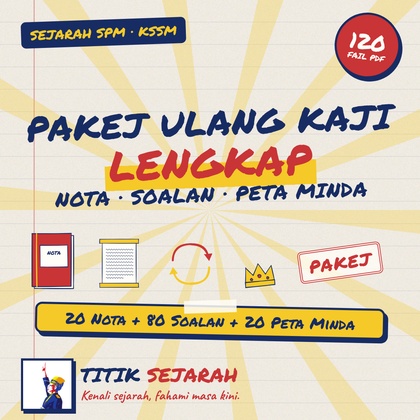 SEJARAH SPM · KSSM
120
FAIL PDF
PAKEJ ULANG KAJI
LENGKAP
NOTA · SOALAN · PETA MINDA
NOTA
PAKEJ
20 NOTA + 80 SOALAN + 20 PETA MINDA
TITIK SEJARAH
Kenali sejarah, fahami masa kini.